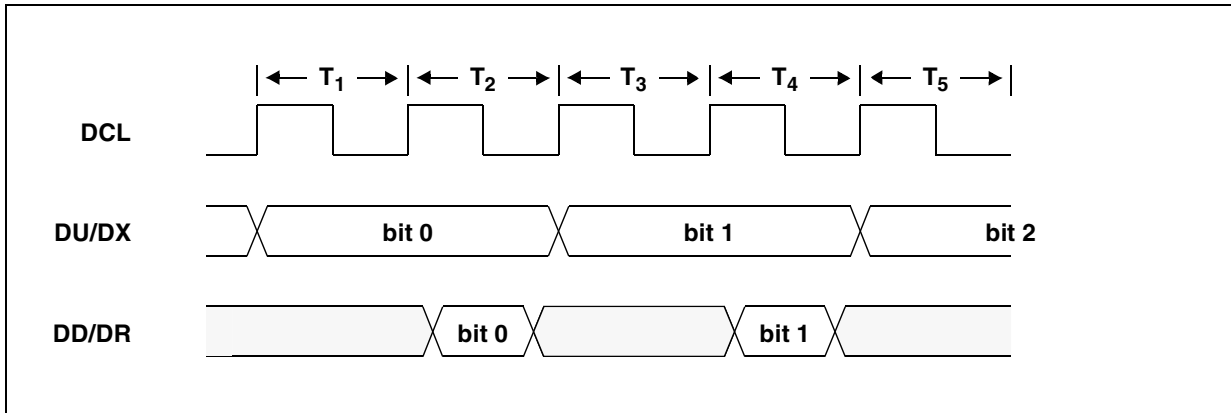 T1 T2 T3 T4 T5
DCL
DU/DX bit 0 bit 1 bit 2
DD/DR bit 0 bit 1